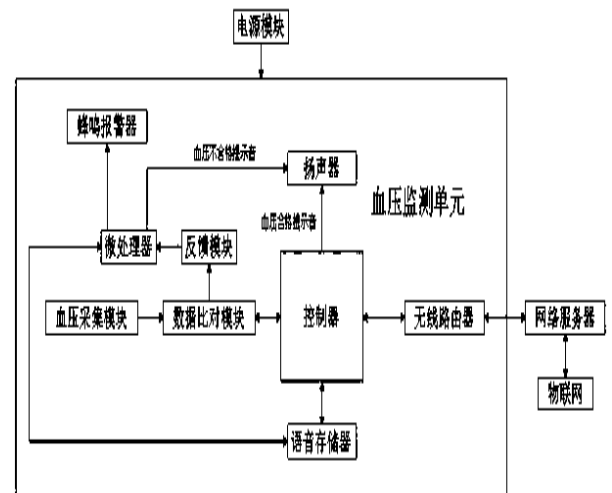 电源模块
蜂鸣报警器
血压不合格提示音
扬声器
血压监测单元
血压合格提示音
微处理器
反馈模块
血压采集模块
数据比对模块
控制器
无线路由器
网络服务器
物联网
语音存储器